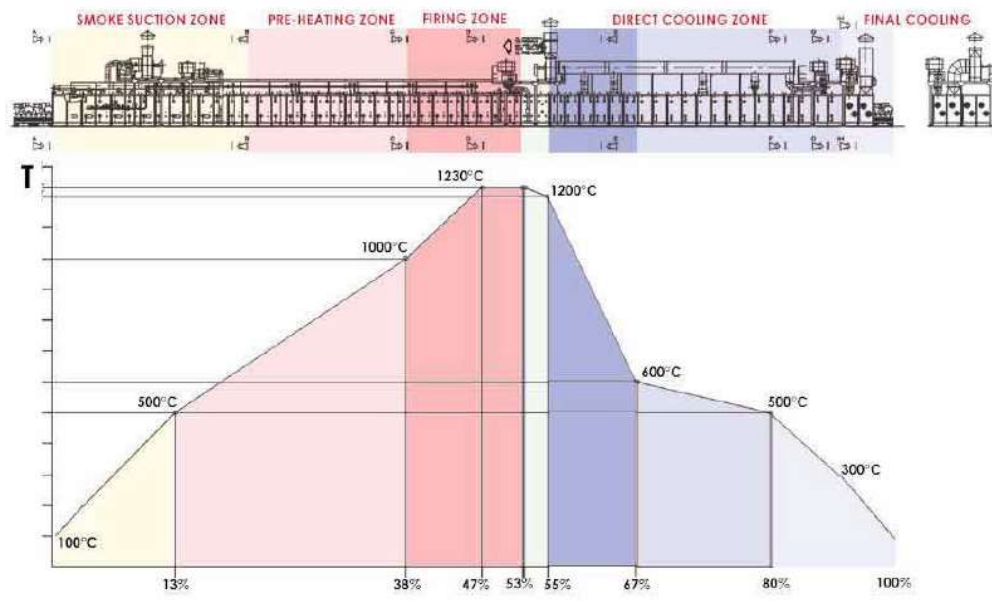 SMOKE SUCTION ZONE PRE-HEATING ZONE FIRING ZONE DIRECT COOLING ZONE FINAL COOLING
T
1230°C
1200°C
1000°C
600°C
500°C
500°C
300°C
100°C
13% 38% 47% 53% 55% 67% 80% 100%